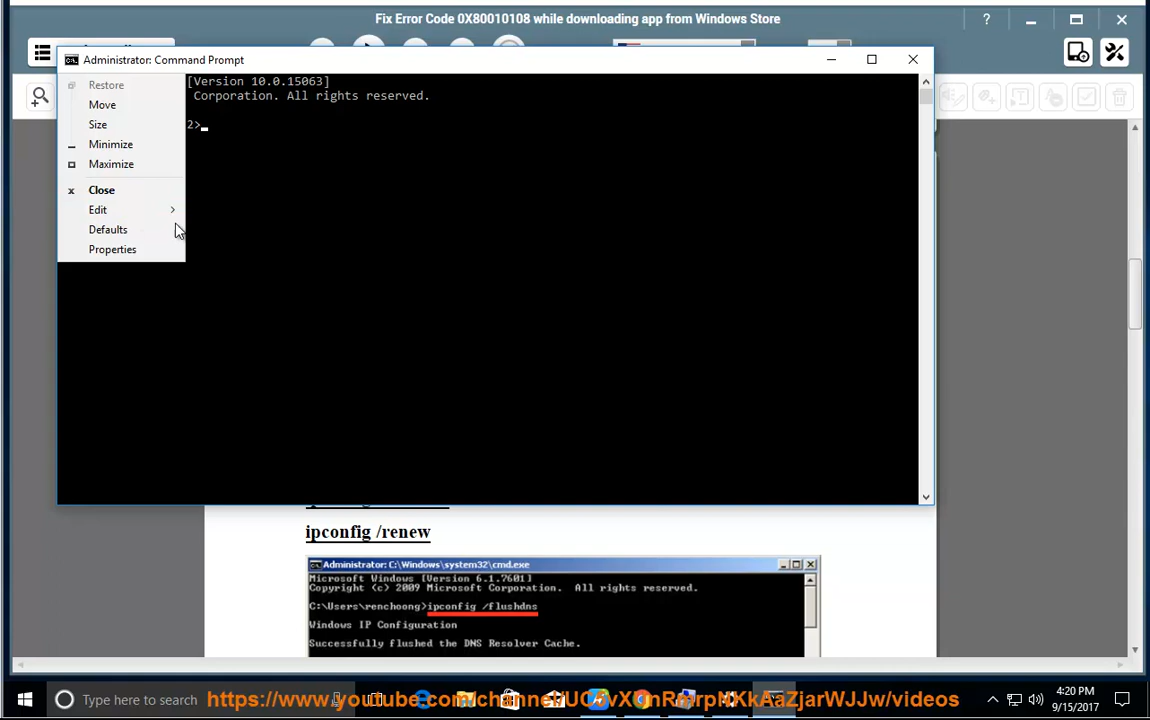 Fix Error Code 0X80010108 while downloading app from Windows Store
Administrator: Command Prompt
Restore
Move
Size
Minimize
Maximize
Close
Edit
Defaults
Properties
[Version 10.0.15063]
Corporation. All rights reserved.
2>
ipconfig /renew
Administrator: C:\Windows\system32\cmd.exe
Microsoft Windows [Version 6.1.7601]
Copyright (c) 2009 Microsoft Corporation. All rights reserved.
C:\Users\renchoong>ipconfig /flushdns
Windows IP Configuration
Successfully flushed the DNS Resolver Cache.
Type here to search
4:20 PM
9/15/2017